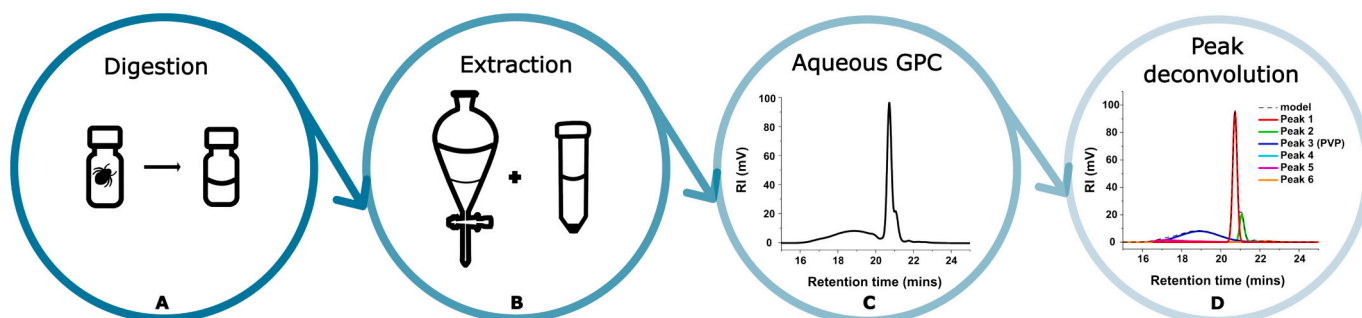 Digestion
A
Extraction
B
Aqueous GPC
100
80
60
40
20
0
RI (mV)
16 18 20 22 24
Retention time (mins)
C
Peak
deconvolution
100
80
60
40
20
0
RI (mV)
model
Peak 1
Peak 2
Peak 3 (PVP)
Peak 4
Peak 5
Peak 6
16 18 20 22 24
Retention time (mins)
D